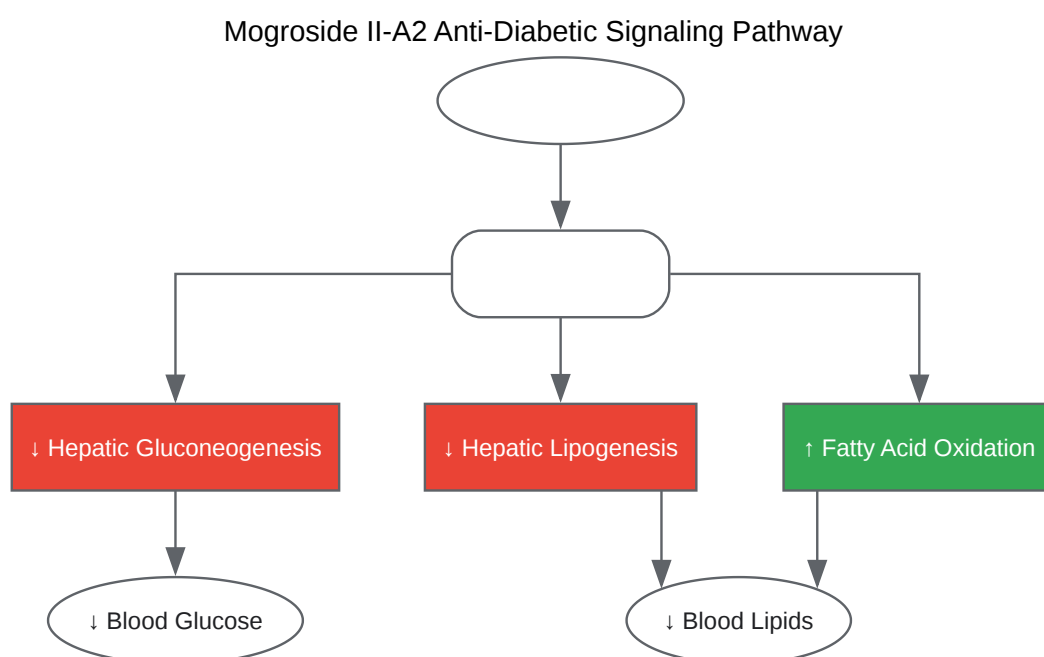 Mogroside II-A2 Anti-Diabetic Signaling Pathway
↓ Hepatic Gluconeogenesis
↓ Hepatic Lipogenesis
↑ Fatty Acid Oxidation
↓ Blood Glucose
↓ Blood Lipids